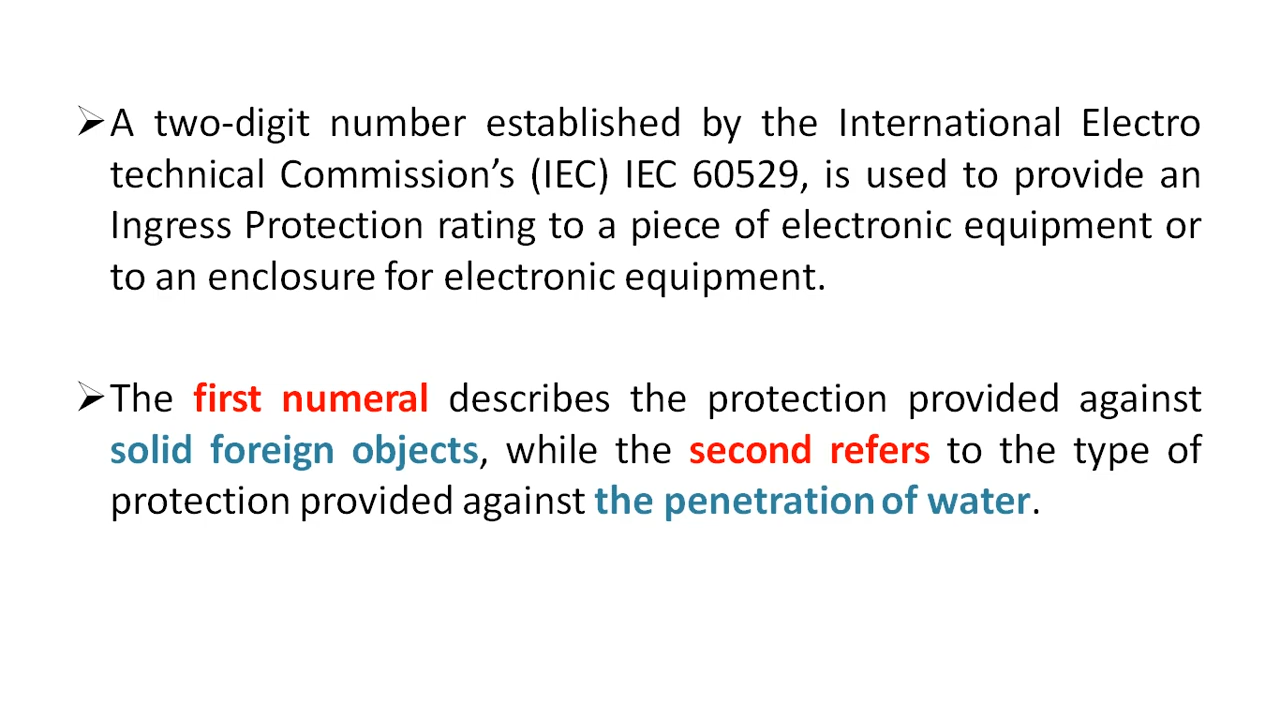 ➢A two-digit number established by the International Electro
technical Commission’s (IEC) IEC 60529, is used to provide an
Ingress Protection rating to a piece of electronic equipment or
to an enclosure for electronic equipment.
➢The first numeral describes the protection provided against
solid foreign objects, while the second refers to the type of
protection provided against the penetration of water.